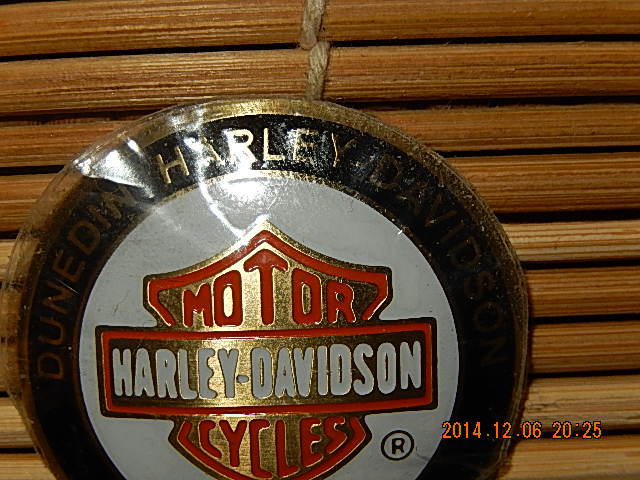 DUNEDIN HARLEY DAVIDSON
MOTOR
HARLEY-DAVIDSON
CYCLES
®
2014.12.06 20:25